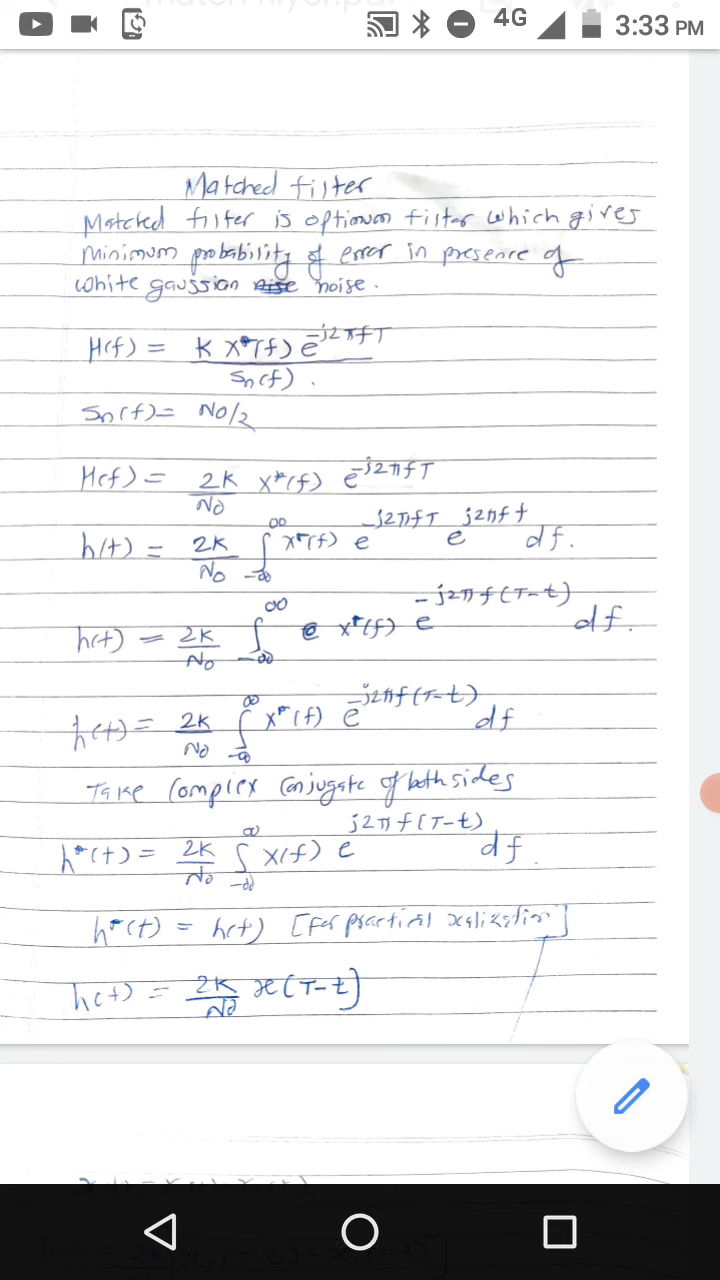 4G 3:33 PM
Matched filter
Matched filter is optimum filter which gives
Minimum probability of error in presence of
white gaussian noise.
H(f) = K X*(f) e^{-j2πfT} / Sn(f).
Sn(f) = No/2
H(f) = 2K/No X*(f) e^{-j2πfT}
h(t) = 2K/No ∫_{-∞}^{∞} X*(f) e^{-j2πfT} e^{j2πft} df.
h(t) = 2K/No ∫_{-∞}^{∞} X*(f) e^{-j2πf(T-t)} df.
h(t) = 2K/No ∫_{-∞}^{∞} X*(f) e^{-j2πf(T-t)} df
Take Complex Conjugate of both sides
h*(t) = 2K/No ∫_{-∞}^{∞} X(f) e^{j2πf(T-t)} df.
h*(t) = h(t) [For practical realization]
h(t) = 2K/No x(T-t)